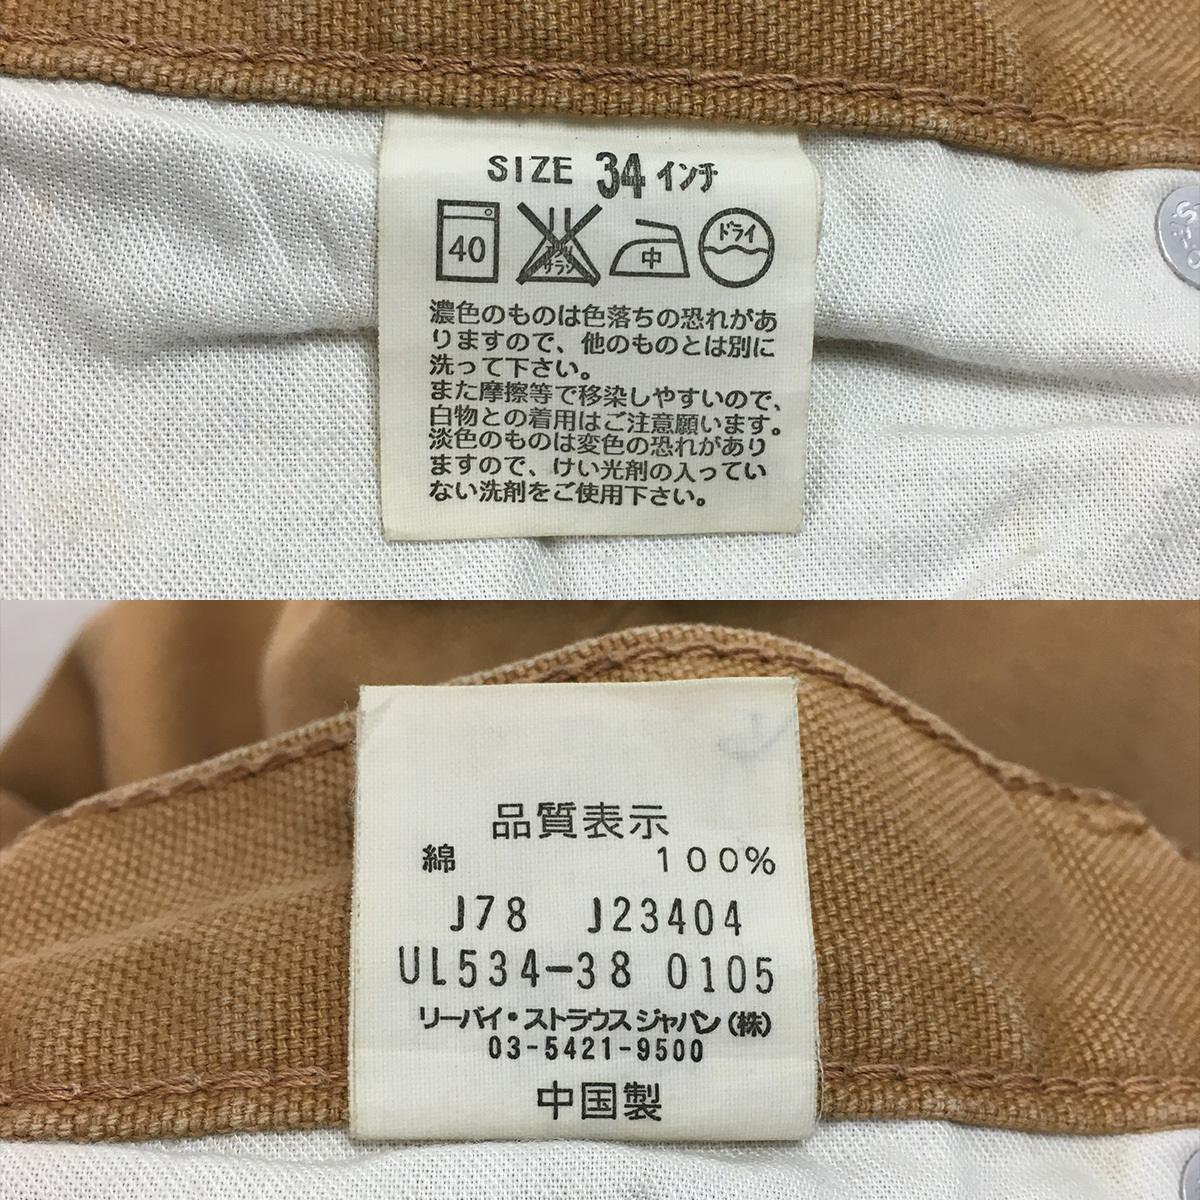 SIZE 34 インチ
40
中
ドライ
濃色のものは色落ちの恐れがあ
りますので、他のものとは別に
洗って下さい。
また摩擦等で移染しやすいので、
白物との着用はご注意願います。
淡色のものは変色の恐れがあり
ますので、けい光剤の入ってい
ない洗剤をご使用下さい。
品質表示
綿 100%
J78 J23404
UL534-38 0105
リーバイ・ストラウスジャパン(株)
03-5421-9500
中国製